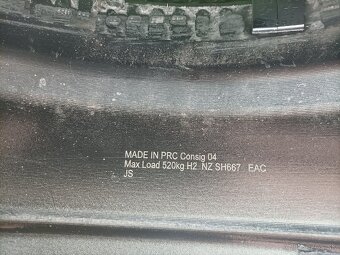 MADE IN PRC Consig 04
Max Load 520kg H2 NZ SH667 EAC
JS